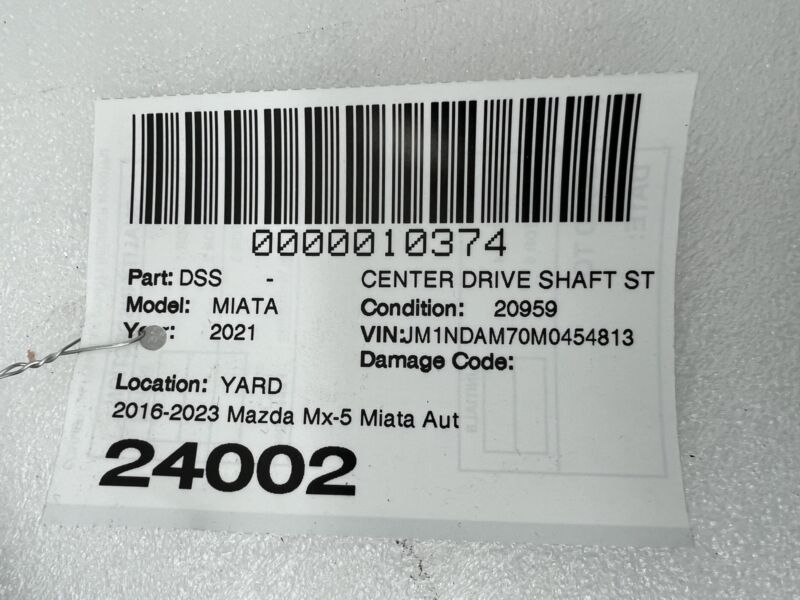 0000010374
Part: DSS - CENTER DRIVE SHAFT ST
Model: MIATA Condition: 20959
Year: 2021 VIN:JM1NDAM70M0454813
Damage Code:
Location: YARD
2016-2023 Mazda Mx-5 Miata Aut
24002